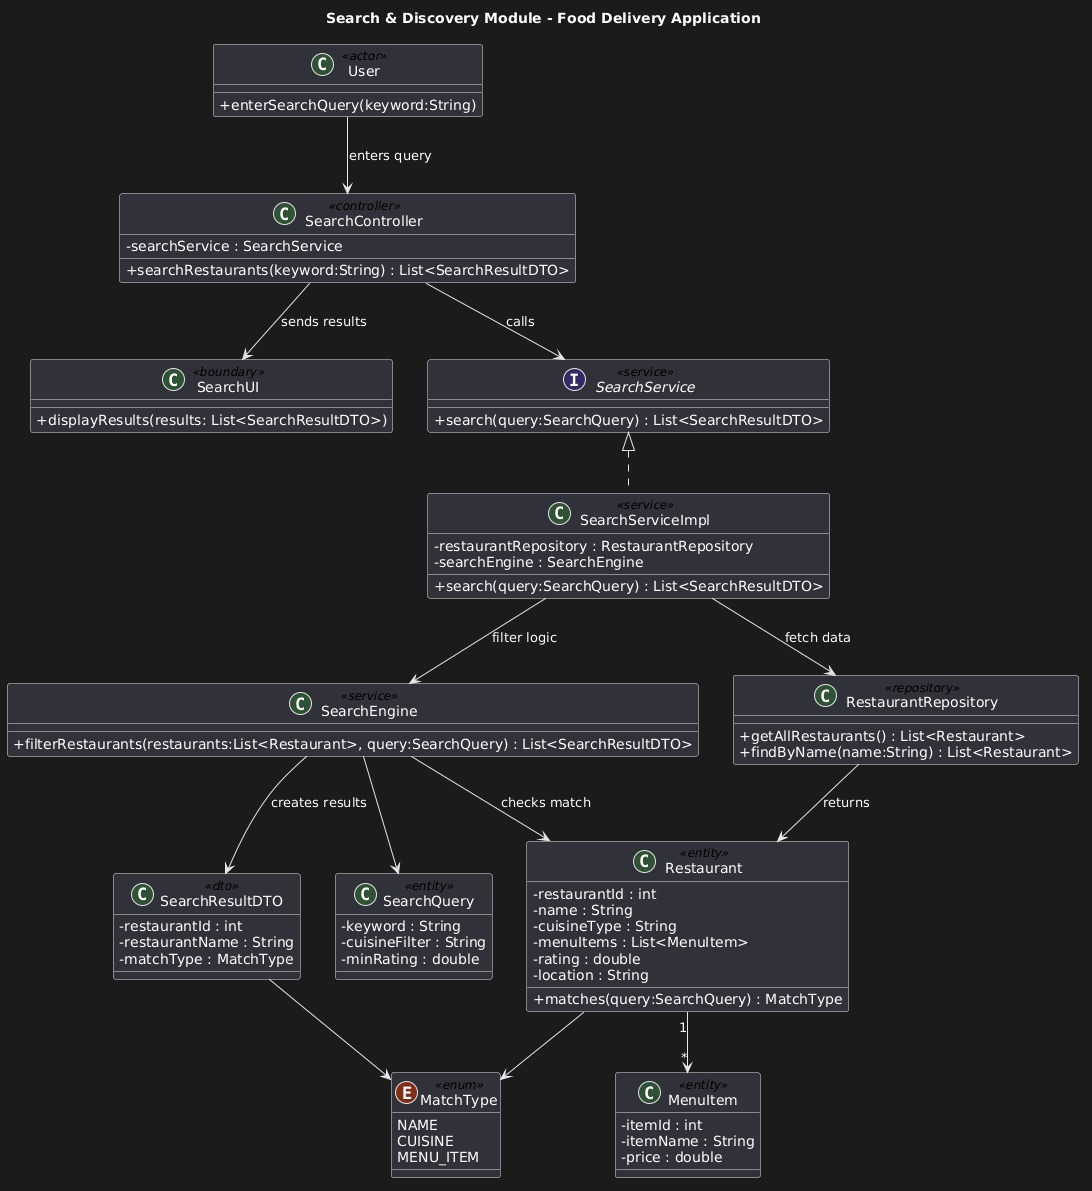 Search & Discovery Module - Food Delivery Application
«actor»
C
User
+enterSearchQuery(keyword:String)
enters query
«controller»
C
SearchController
-searchService : SearchService
+searchRestaurants(keyword:String) : List<SearchResultDTO>
sends results
calls
«boundary»
C
SearchUI
+displayResults(results: List<SearchResultDTO>)
«service»
I
SearchService
+search(query:SearchQuery) : List<SearchResultDTO>
«service»
C
SearchServiceImpl
-restaurantRepository : RestaurantRepository
-searchEngine : SearchEngine
+search(query:SearchQuery) : List<SearchResultDTO>
filter logic
fetch data
«service»
C
SearchEngine
+filterRestaurants(restaurants:List<Restaurant>, query:SearchQuery) : List<SearchResultDTO>
«repository»
C
RestaurantRepository
+getAllRestaurants() : List<Restaurant>
+findByName(name:String) : List<Restaurant>
creates results
checks match
returns
«dto»
C
SearchResultDTO
-restaurantId : int
-restaurantName : String
-matchType : MatchType
«entity»
C
SearchQuery
-keyword : String
-cuisineFilter : String
-minRating : double
«entity»
C
Restaurant
-restaurantId : int
-name : String
-cuisineType : String
-menuItems : List<MenuItem>
-rating : double
-location : String
+matches(query:SearchQuery) : MatchType
1
*
«enum»
E
MatchType
NAME
CUISINE
MENU_ITEM
«entity»
C
MenuItem
-itemId : int
-itemName : String
-price : double